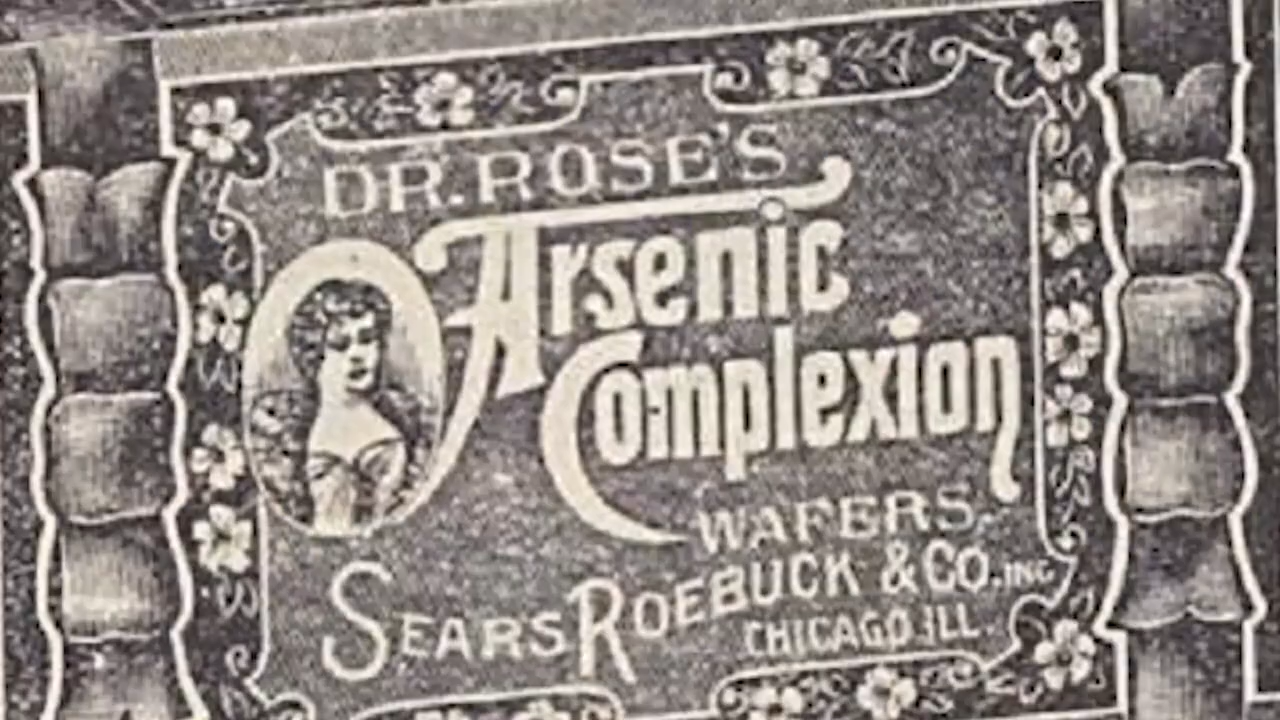 DR. ROSE'S
Arsenic
Complexion
WAFERS.
SEARS ROEBUCK & CO. INC
CHICAGO. ILL.